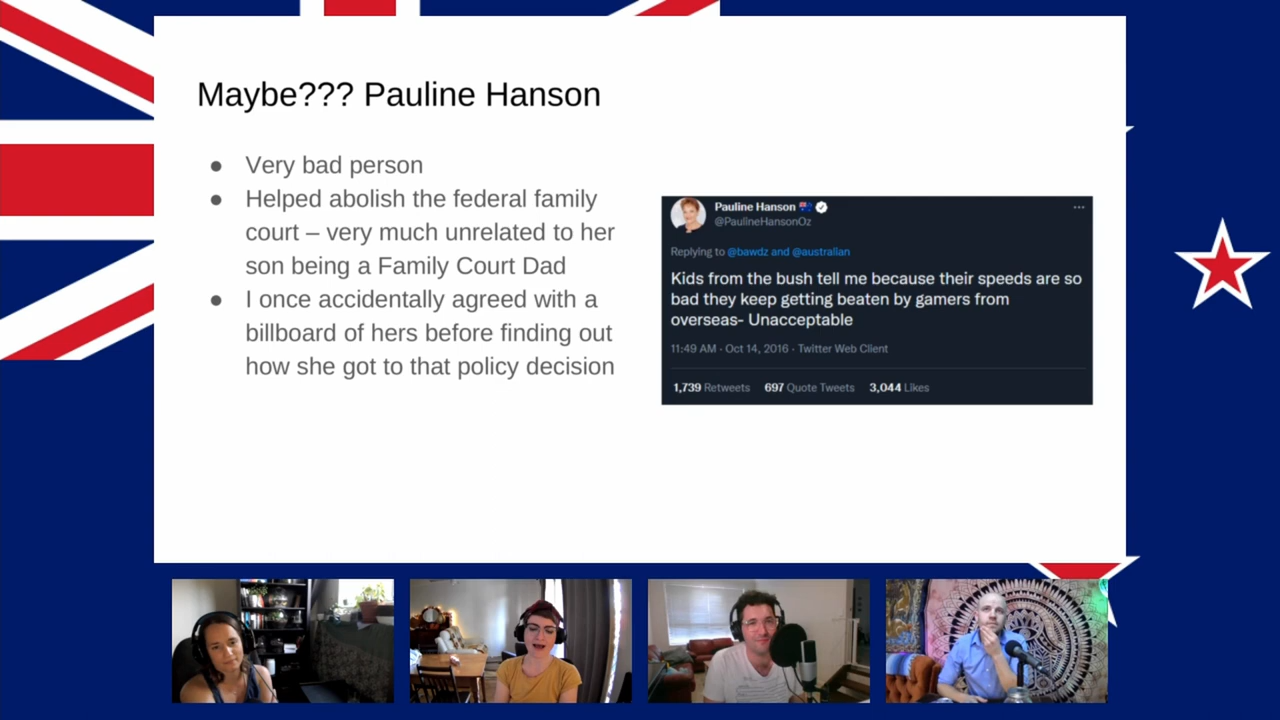 Maybe??? Pauline Hanson
● Very bad person
● Helped abolish the federal family
court – very much unrelated to her
son being a Family Court Dad
● I once accidentally agreed with a
billboard of hers before finding out
how she got to that policy decision
Pauline Hanson 🇦🇺
@PaulineHansonOz
Replying to @bawdz and @australian
Kids from the bush tell me because their speeds are so
bad they keep getting beaten by gamers from
overseas- Unacceptable
11:49 AM · Oct 14, 2016 · Twitter Web Client
1,739 Retweets 697 Quote Tweets 3,044 Likes